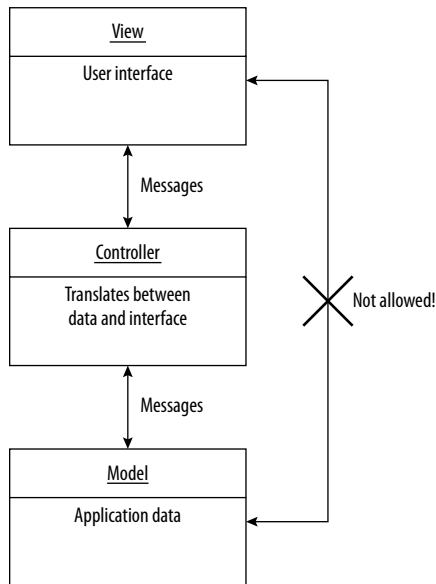 View
User interface
Messages
Controller
Translates between
data and interface
Not allowed!
Messages
Model
Application data